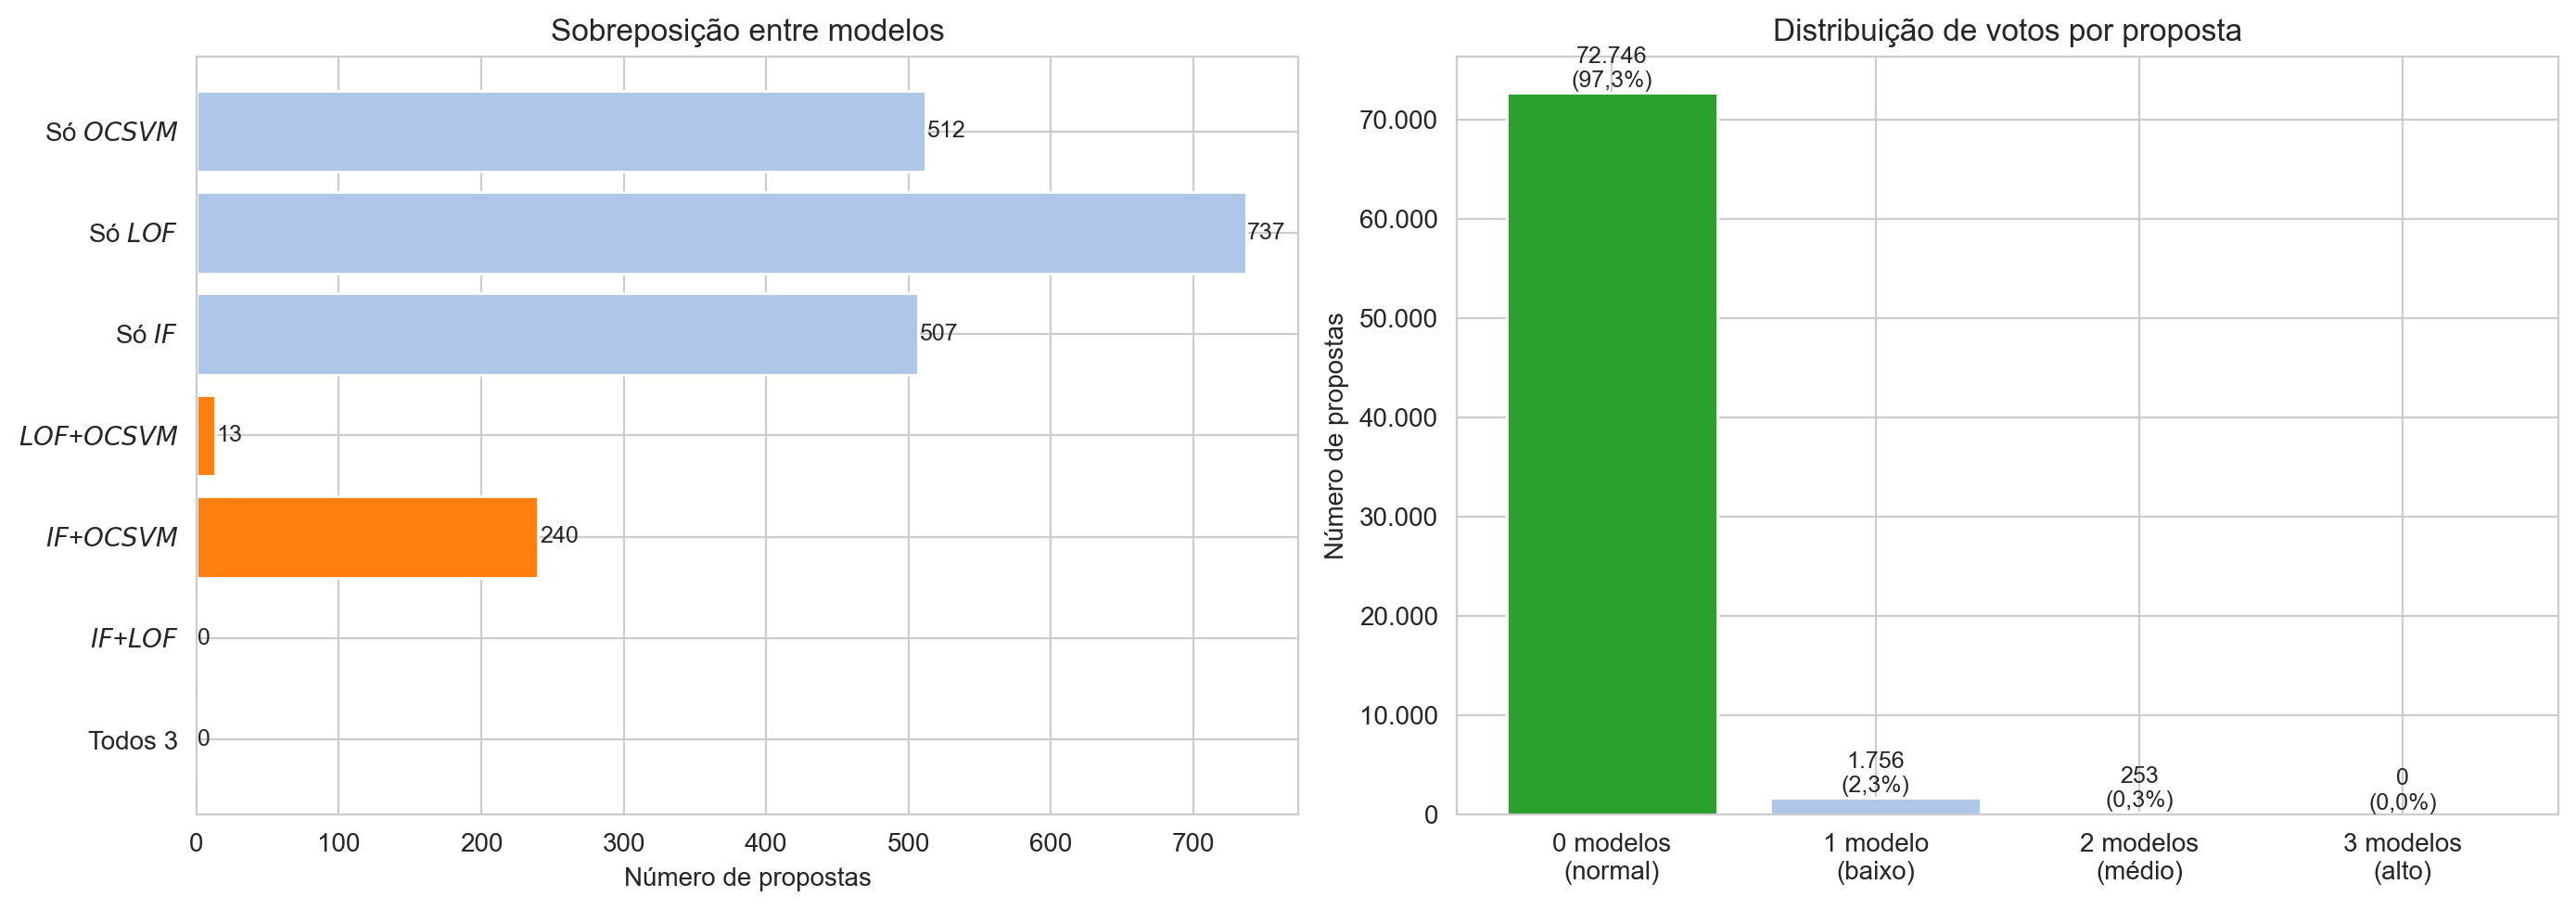 Sobreposição entre modelos
Só OCSVM
512
Só LOF
737
Só IF
507
LOF+OCSVM
13
IF+OCSVM
240
IF+LOF
0
Todos 3
0
0 100 200 300 400 500 600 700
Número de propostas
Distribuição de votos por proposta
Número de propostas
70.000
60.000
50.000
40.000
30.000
20.000
10.000
0
72.746
(97,3%)
1.756
(2,3%)
253
(0,3%)
0
(0,0%)
0 modelos
(normal)
1 modelo
(baixo)
2 modelos
(médio)
3 modelos
(alto)